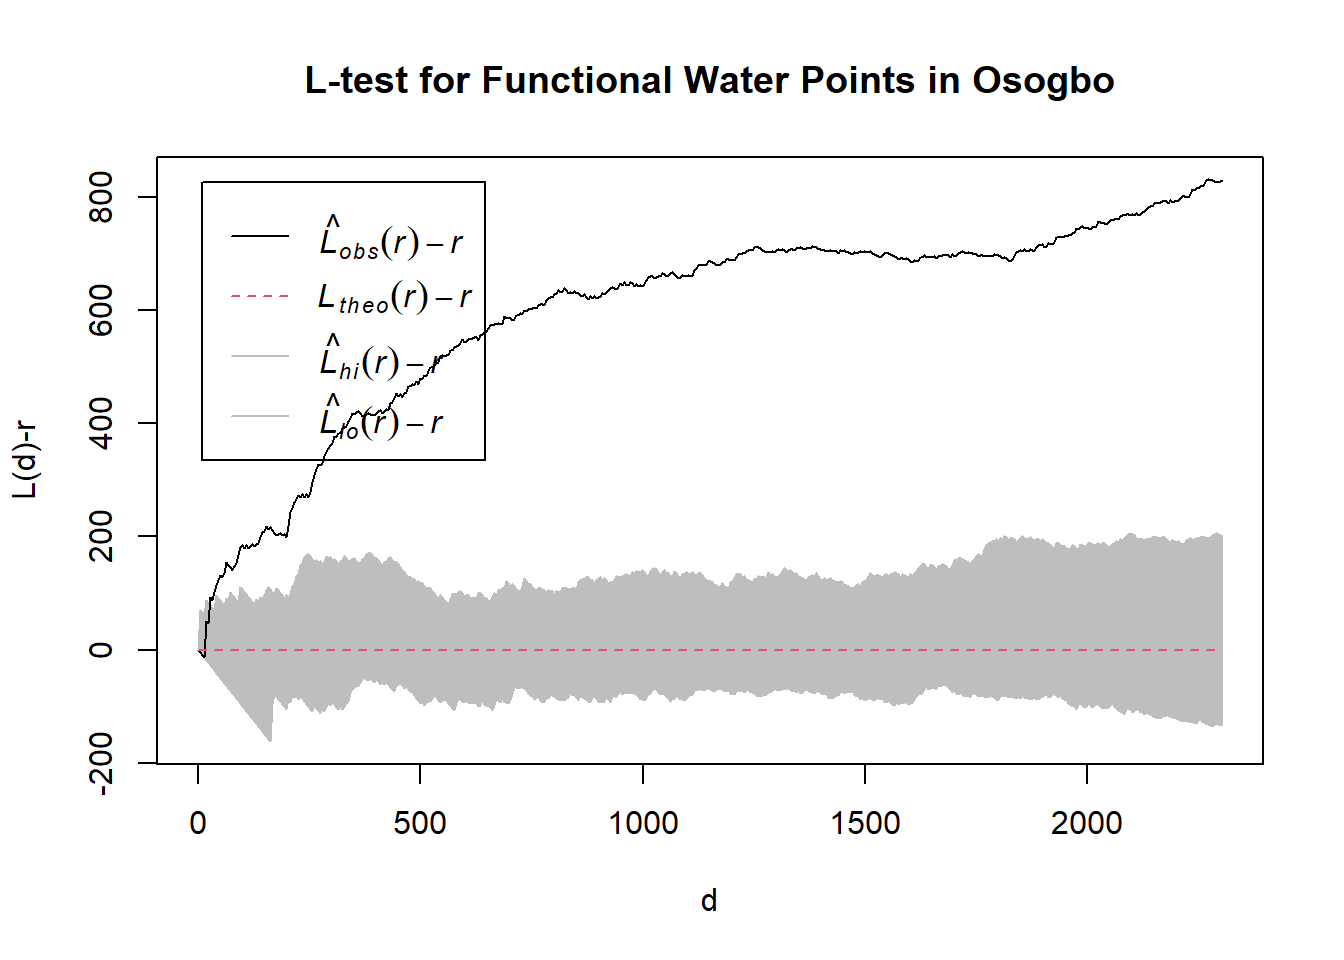 L-test for Functional Water Points in Osogbo
L(d)-r
800
600
400
200
0
-200
L̂obs(r) – r
Ltheo(r) – r
L̂hi(r) – r
L̂lo(r) – r
0 500 1000 1500 2000
d